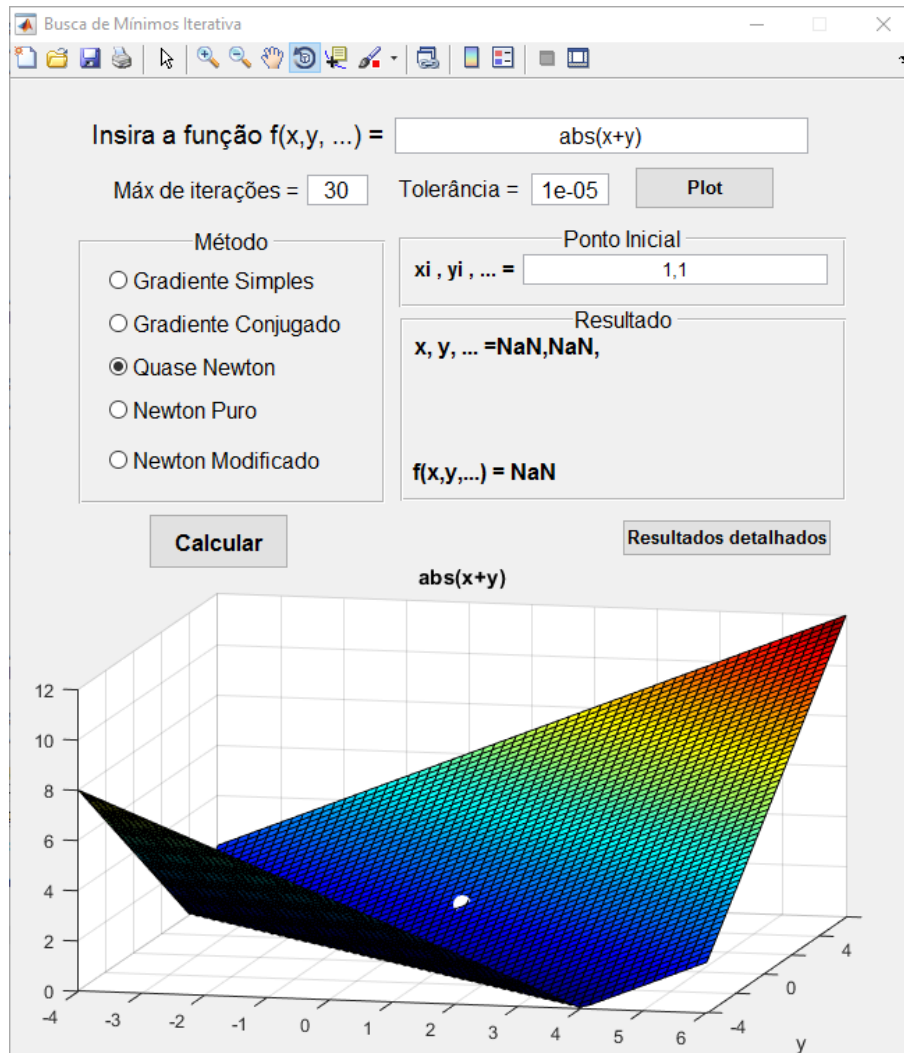 Busca de Mínimos Iterativa
Insira a função f(x,y, ...) = abs(x+y)
Máx de iterações = 30 Tolerância = 1e-05 Plot
Método
Gradiente Simples
Gradiente Conjugado
Quase Newton
Newton Puro
Newton Modificado
Ponto Inicial
xi , yi , ... = 1,1
Resultado
x, y, ... =NaN,NaN,
f(x,y,...) = NaN
Calcular
Resultados detalhados
abs(x+y)
12
10
8
6
4
2
0
-4 -3 -2 -1 0 1 2 3 4 5 6
-4 0 4
y